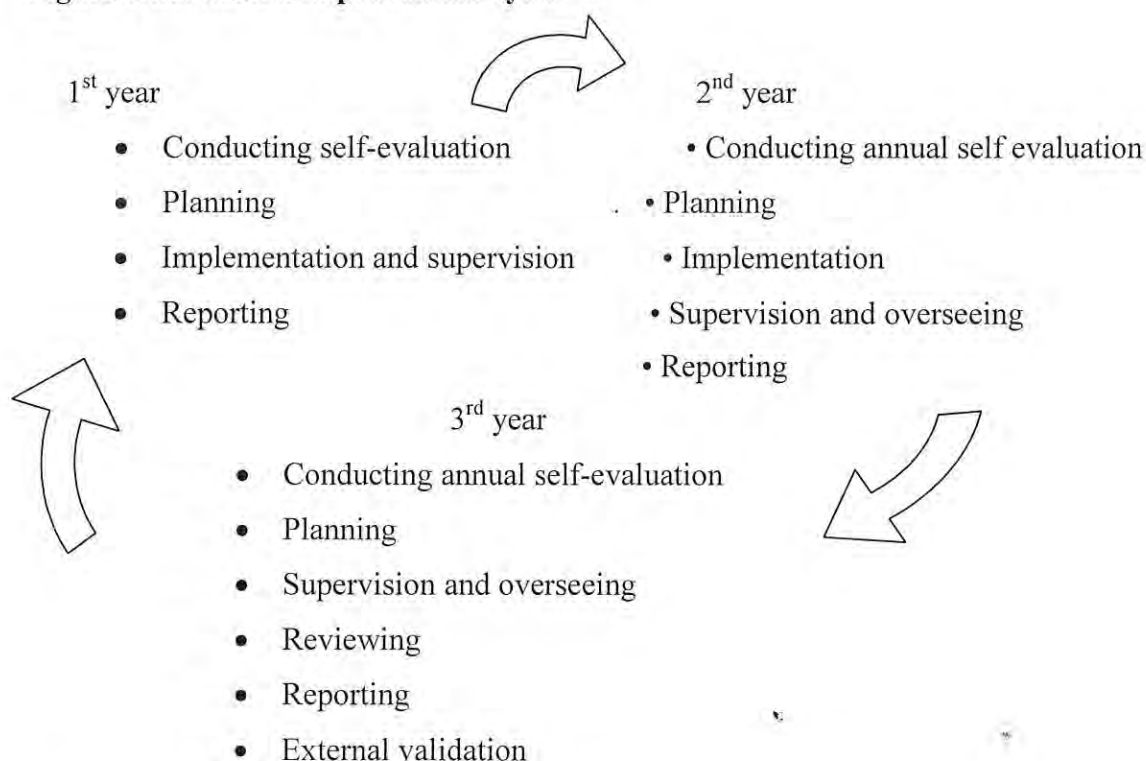 1st year
• Conducting self-evaluation
• Planning
• Implementation and supervision
• Reporting
2nd year
• Conducting annual self evaluation
• Planning
• Implementation
• Supervision and overseeing
• Reporting
3rd year
• Conducting annual self-evaluation
• Planning
• Supervision and overseeing
• Reviewing
• Reporting
• External validation